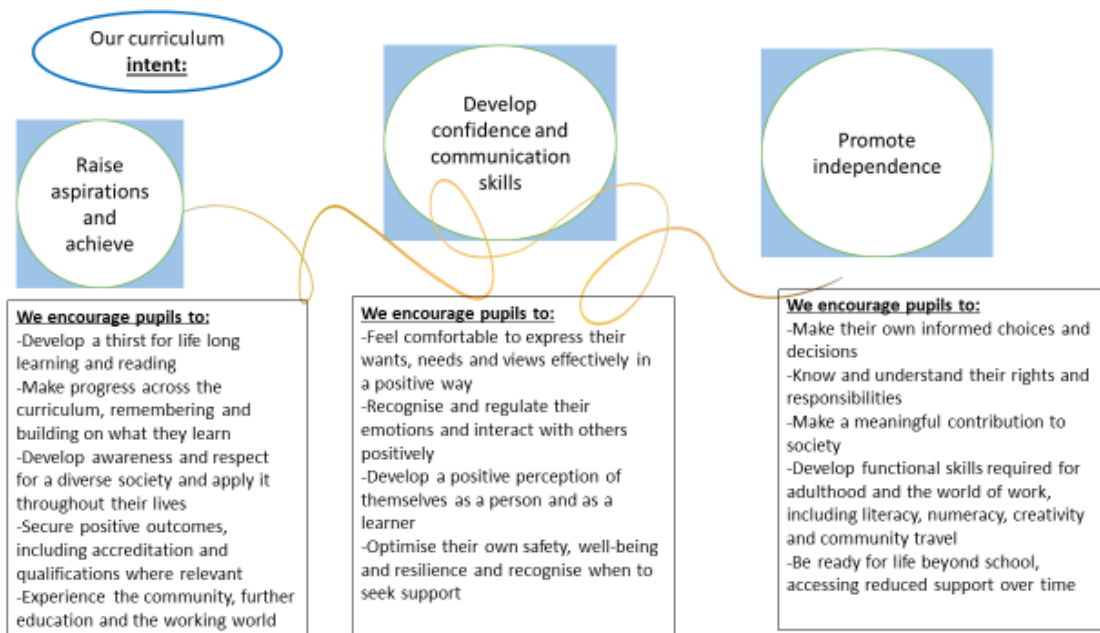 Our curriculum
intent:
Raise
aspirations
and
achieve
Develop
confidence and
communication
skills
Promote
independence
We encourage pupils to:
-Develop a thirst for life long
learning and reading
-Make progress across the
curriculum, remembering and
building on what they learn
-Develop awareness and respect
for a diverse society and apply it
throughout their lives
-Secure positive outcomes,
including accreditation and
qualifications where relevant
-Experience the community, further
education and the working world
We encourage pupils to:
-Feel comfortable to express their
wants, needs and views effectively in
a positive way
-Recognise and regulate their
emotions and interact with others
positively
-Develop a positive perception of
themselves as a person and as a
learner
-Optimise their own safety, well-being
and resilience and recognise when to
seek support
We encourage pupils to:
-Make their own informed choices and
decisions
-Know and understand their rights and
responsibilities
-Make a meaningful contribution to
society
-Develop functional skills required for
adulthood and the world of work,
including literacy, numeracy, creativity
and community travel
-Be ready for life beyond school,
accessing reduced support over time